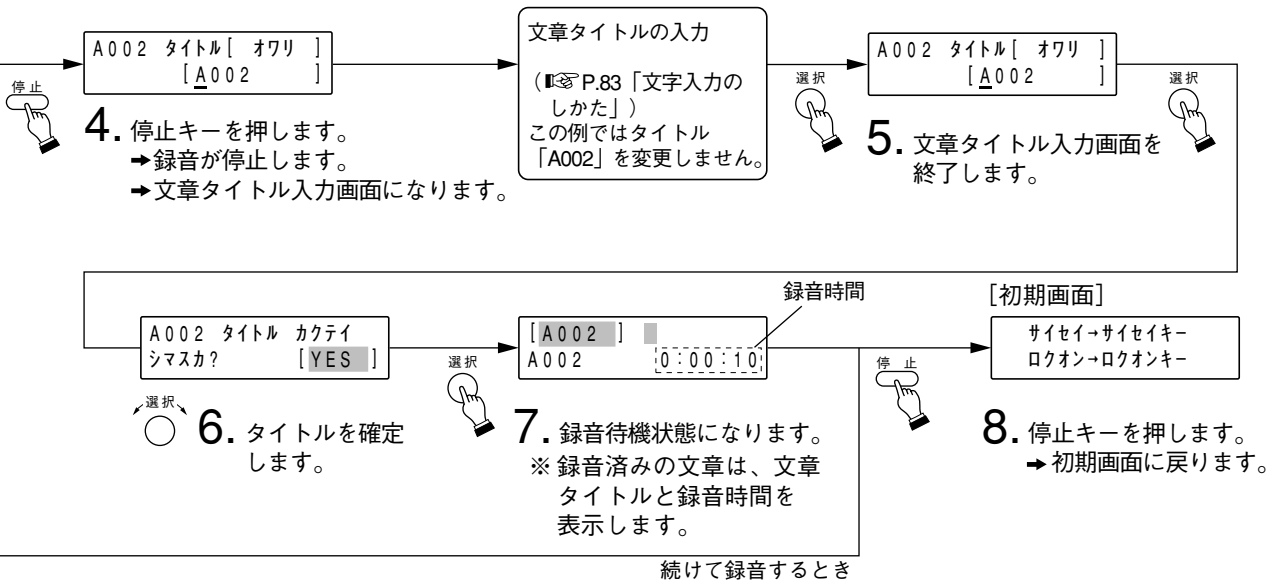 停止
A002 タイトル[ オワリ ]
[A002 ]
4. 停止キーを押します。
➡録音が停止します。
➡文章タイトル入力画面になります。
文章タイトルの入力
（☞P.83「文字入力の
しかた」）
この例ではタイトル
「A002」を変更しません。
選択
A002 タイトル[ オワリ ]
[A002 ]
5. 文章タイトル入力画面を
終了します。
選択
A002 タイトル カクテイ
シマスカ? [YES ]
選択
6. タイトルを確定
します。
選択
録音時間
[A002 ]
A002 0:00:10
7. 録音待機状態になります。
※ 録音済みの文章は、文章
タイトルと録音時間を
表示します。
続けて録音するとき
停 止
［初期画面］
サイセイ→サイセイキー
ロクオン→ロクオンキー
8. 停止キーを押します。
➡ 初期画面に戻ります。